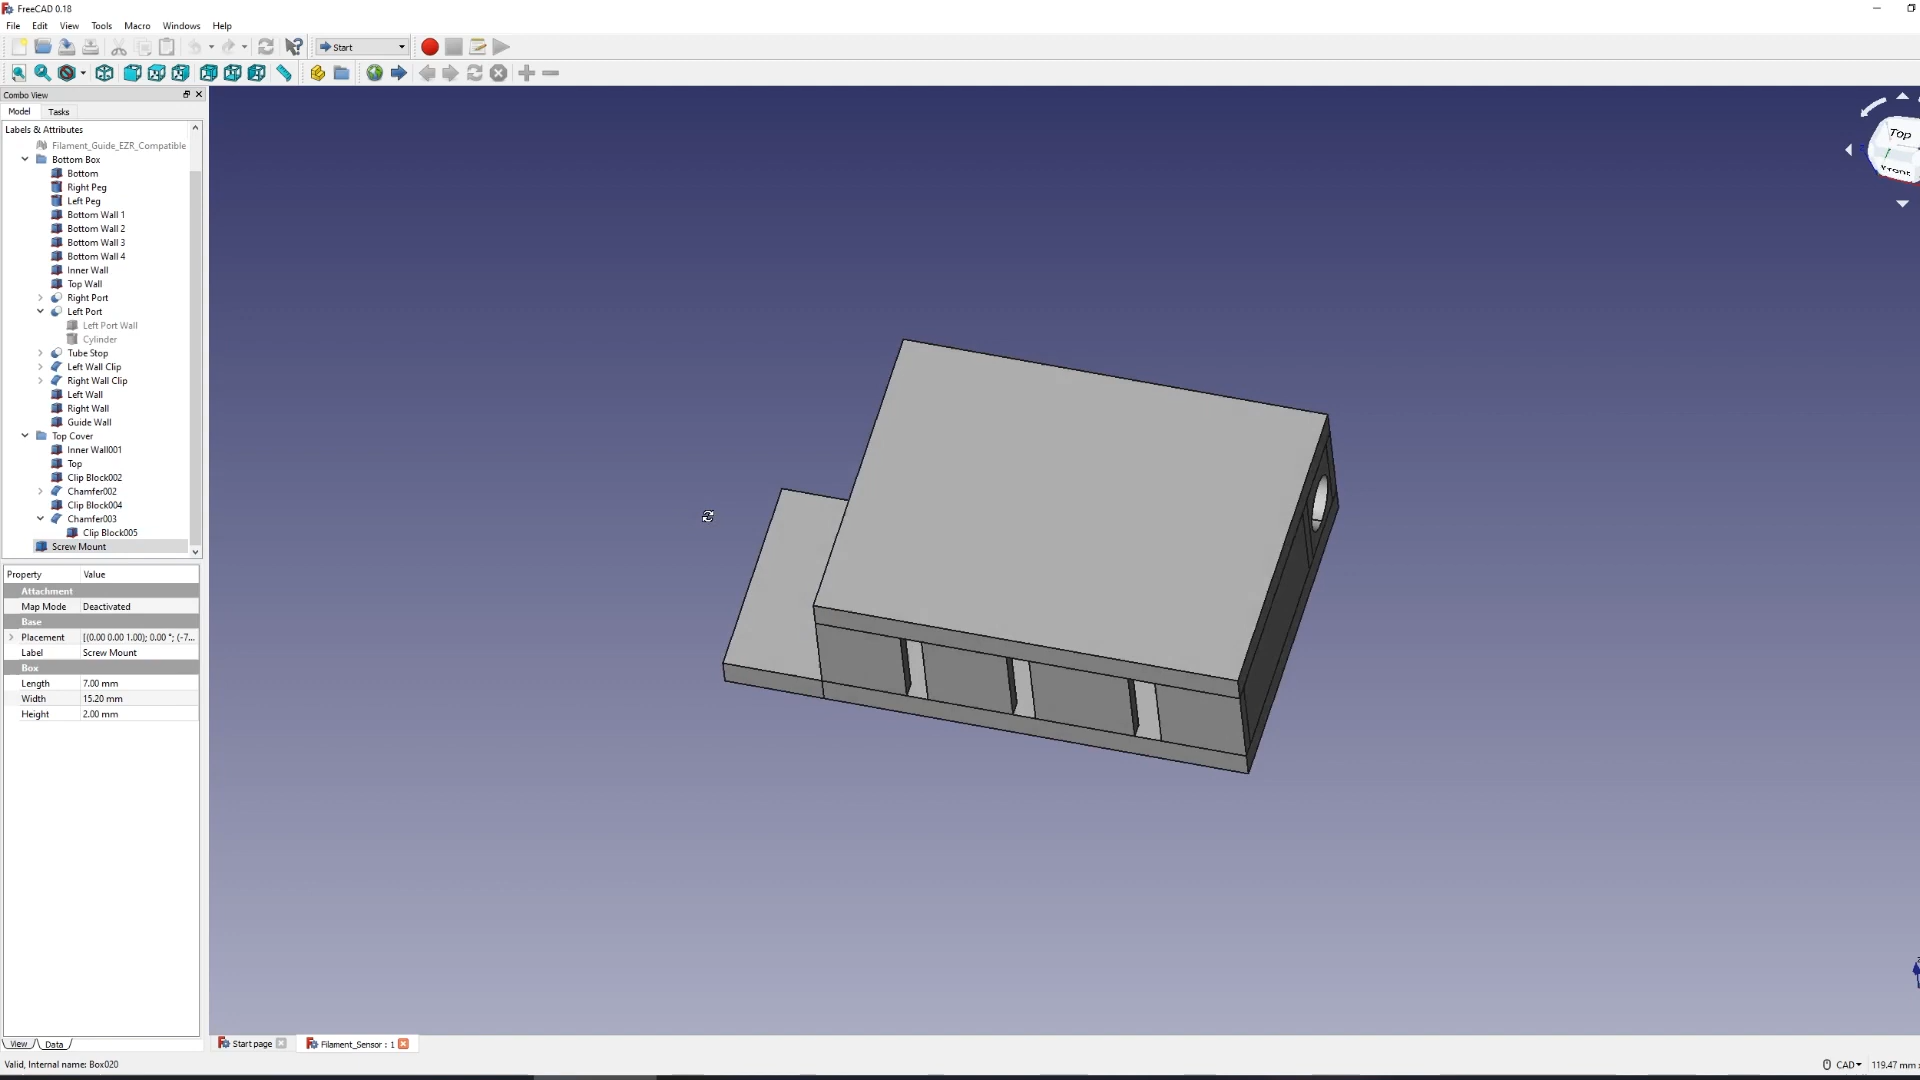 FreeCAD 0.18
File Edit View Tools Macro Windows Help
Start
Combo View
Model Tasks
Labels & Attributes
Filament_Guide_EZR_Compatible
Bottom Box
Bottom
Right Peg
Left Peg
Bottom Wall 1
Bottom Wall 2
Bottom Wall 3
Bottom Wall 4
Inner Wall
Top Wall
Right Port
Left Port
Left Port Wall
Cylinder
Tube Stop
Left Wall Clip
Right Wall Clip
Left Wall
Right Wall
Guide Wall
Top Cover
Inner Wall001
Top
Clip Block002
Chamfer002
Clip Block004
Chamfer003
Clip Block005
Screw Mount
Property Value
Attachment
Map Mode Deactivated
Base
Placement [(0.00 0.00 1.00); 0.00 °; (-7...
Label Screw Mount
Box
Length 7.00 mm
Width 15.20 mm
Height 2.00 mm
Top
Front
View Data
Start page
Filament_Sensor : 1
Valid, Internal name: Box020
CAD
119.47 mm